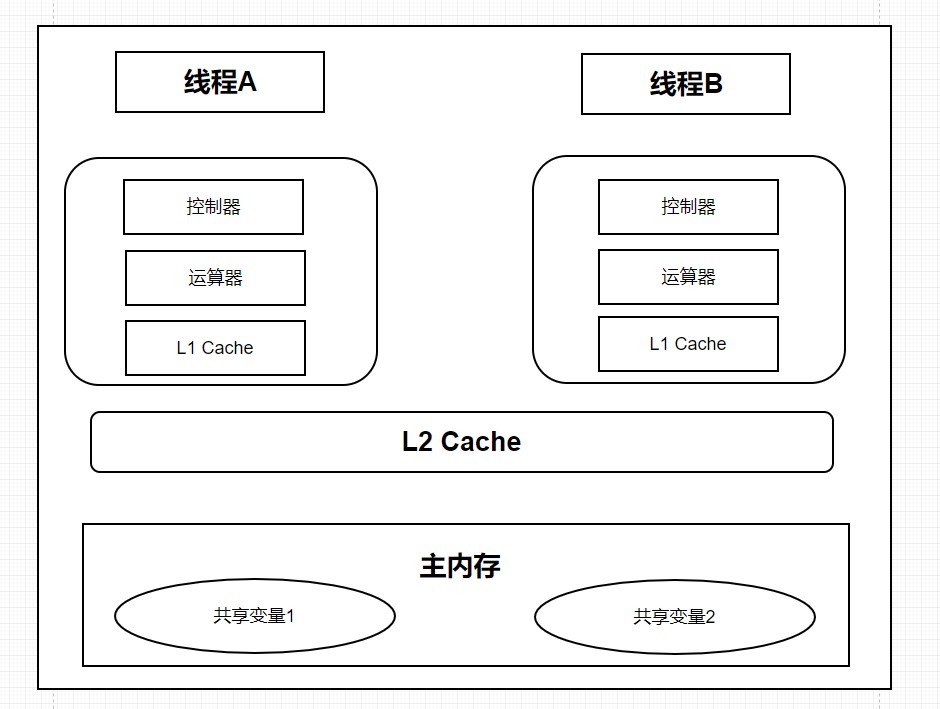 线程A
线程B
控制器
运算器
L1 Cache
控制器
运算器
L1 Cache
L2 Cache
主内存
共享变量1
共享变量2